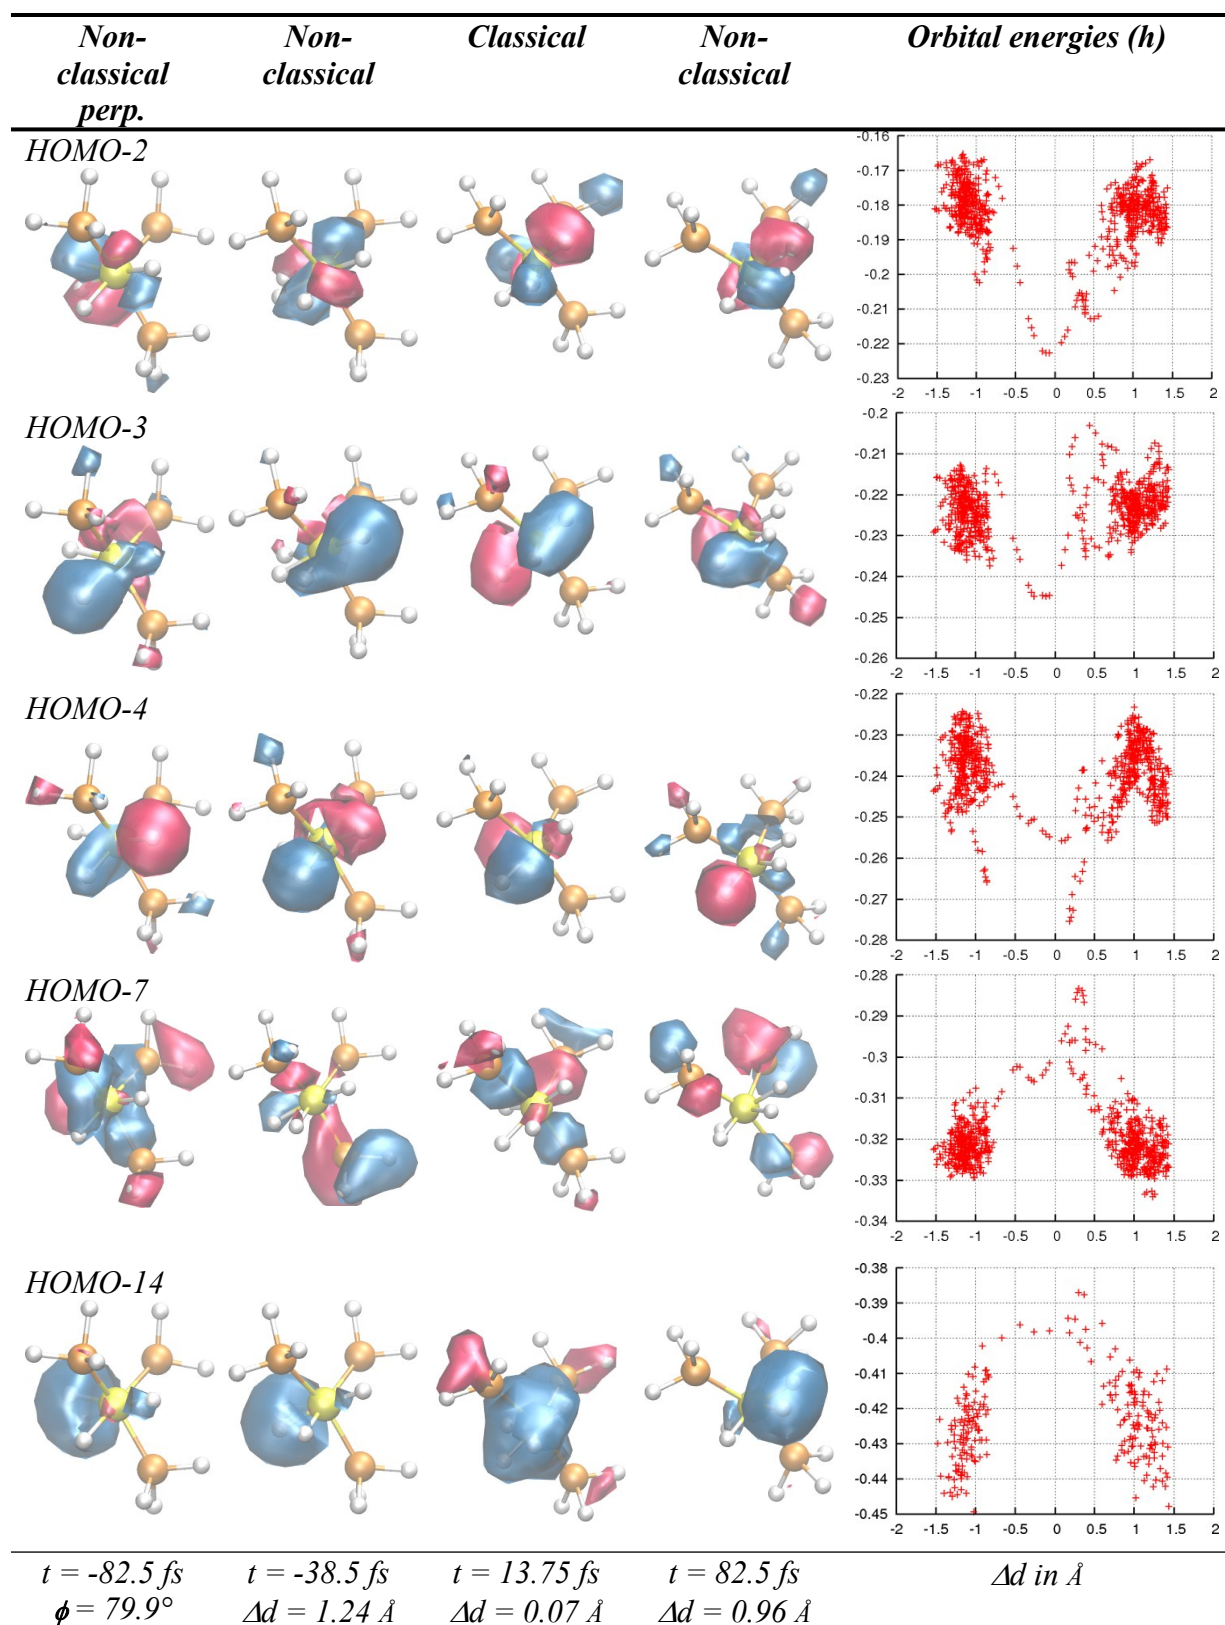 Non-
classical
perp.
Non-
classical
Classical
Non-
classical
Orbital energies (h)
HOMO-2
-0.16
-0.17
-0.18
-0.19
-0.2
-0.21
-0.22
-0.23
-2 -1.5 -1 -0.5 0 0.5 1 1.5 2
HOMO-3
-0.2
-0.21
-0.22
-0.23
-0.24
-0.25
-0.26
-2 -1.5 -1 -0.5 0 0.5 1 1.5 2
HOMO-4
-0.22
-0.23
-0.24
-0.25
-0.26
-0.27
-0.28
-2 -1.5 -1 -0.5 0 0.5 1 1.5 2
HOMO-7
-0.28
-0.29
-0.3
-0.31
-0.32
-0.33
-0.34
-2 -1.5 -1 -0.5 0 0.5 1 1.5 2
HOMO-14
-0.38
-0.39
-0.4
-0.41
-0.42
-0.43
-0.44
-0.45
-2 -1.5 -1 -0.5 0 0.5 1 1.5 2
t = -82.5 fs
ϕ = 79.9°
t = -38.5 fs
Δd = 1.24 Å
t = 13.75 fs
Δd = 0.07 Å
t = 82.5 fs
Δd = 0.96 Å
Δd in Å